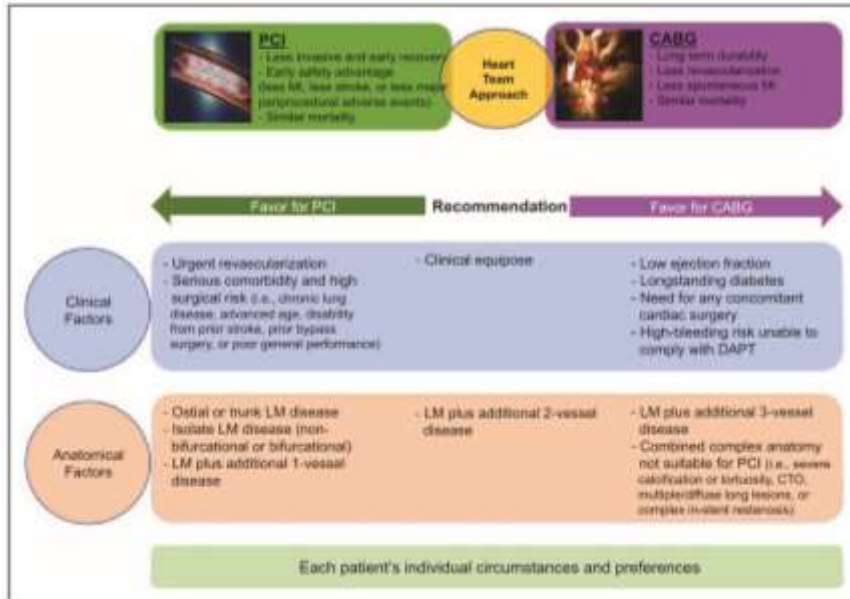 PCI
- Less invasive and early recovery
- Early safety advantage
(less MI, less stroke, or less major
periprocedural adverse events)
- Similar mortality
Heart
Team
Approach
CABG
- Long term durability
- Less revascularization
- Less spontaneous MI
- Similar mortality
Favor for PCI
Recommendation
Favor for CABG
Clinical
Factors
- Urgent revascularization
- Serious comorbidity and high
surgical risk (i.e., chronic lung
disease, advanced age, disability
from prior stroke, prior bypass
surgery, or poor general performance)
- Clinical equipose
- Low ejection fraction
- Longstanding diabetes
- Need for any concomitant
cardiac surgery
- High-bleeding risk unable to
comply with DAPT
Anatomical
Factors
- Ostial or trunk LM disease
- Isolate LM disease (non-
bifurcational or bifurcational)
- LM plus additional 1-vessel
disease
- LM plus additional 2-vessel
disease
- LM plus additional 3-vessel
disease
- Combined complex anatomy
not suitable for PCI (i.e., severe
calcification or tortuosity, CTO,
multiple/diffuse long lesions, or
complex in-stent restenosis)
Each patient's individual circumstances and preferences